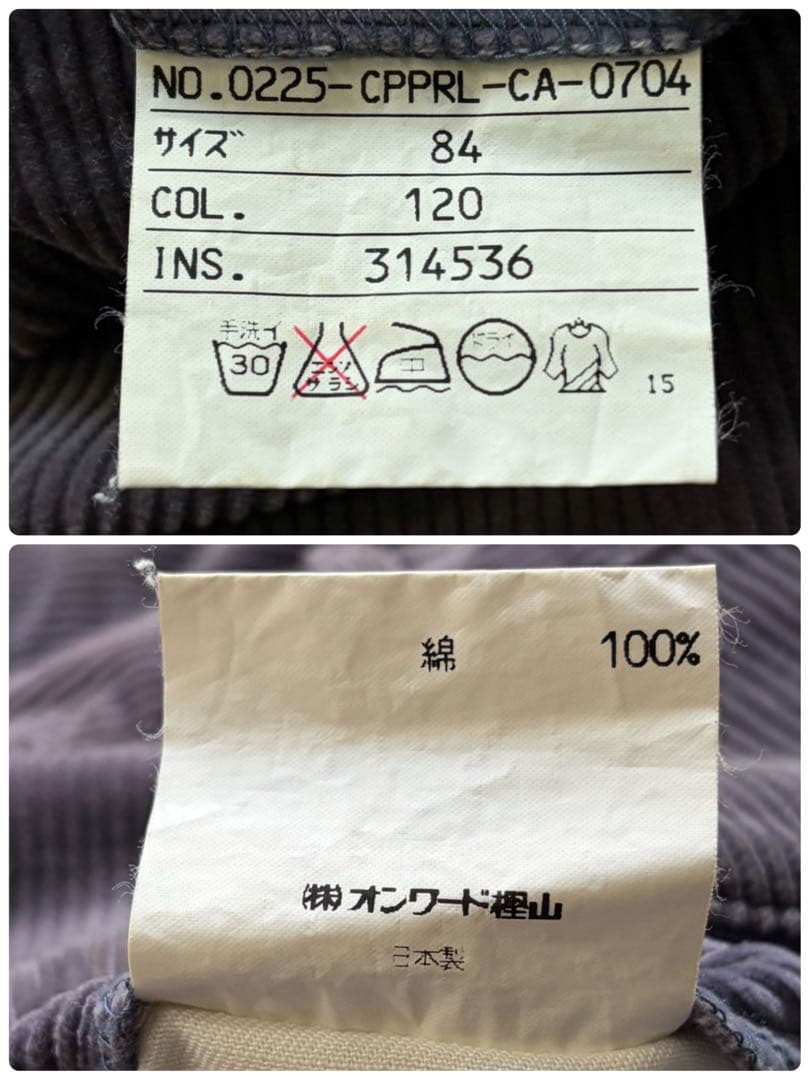 NO.0225-CPPRL-CA-0704
サイズ 84
COL. 120
INS. 314536
手洗イ
30
エンソ
サラシ
中
ドライ
15
綿 100%
㈱オンワード樫山
日本製